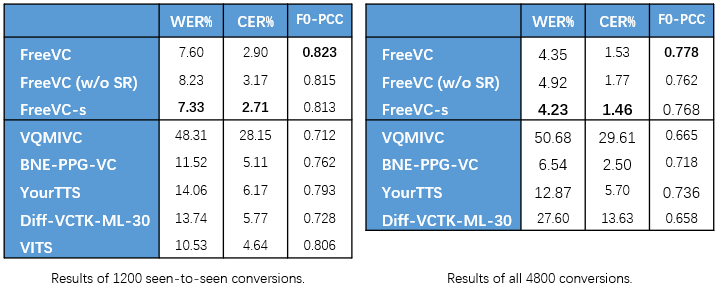 WER% CER% F0-PCC
FreeVC 7.60 2.90 0.823
FreeVC (w/o SR) 8.23 3.17 0.815
FreeVC-s 7.33 2.71 0.813
VQMIVC 48.31 28.15 0.712
BNE-PPG-VC 11.52 5.11 0.762
YourTTS 14.06 6.17 0.793
Diff-VCTK-ML-30 13.74 5.77 0.728
VITS 10.53 4.64 0.806
Results of 1200 seen-to-seen conversions.
WER% CER% F0-PCC
FreeVC 4.35 1.53 0.778
FreeVC (w/o SR) 4.92 1.77 0.762
FreeVC-s 4.23 1.46 0.768
VQMIVC 50.68 29.61 0.665
BNE-PPG-VC 6.54 2.50 0.718
YourTTS 12.87 5.70 0.736
Diff-VCTK-ML-30 27.60 13.63 0.658
Results of all 4800 conversions.